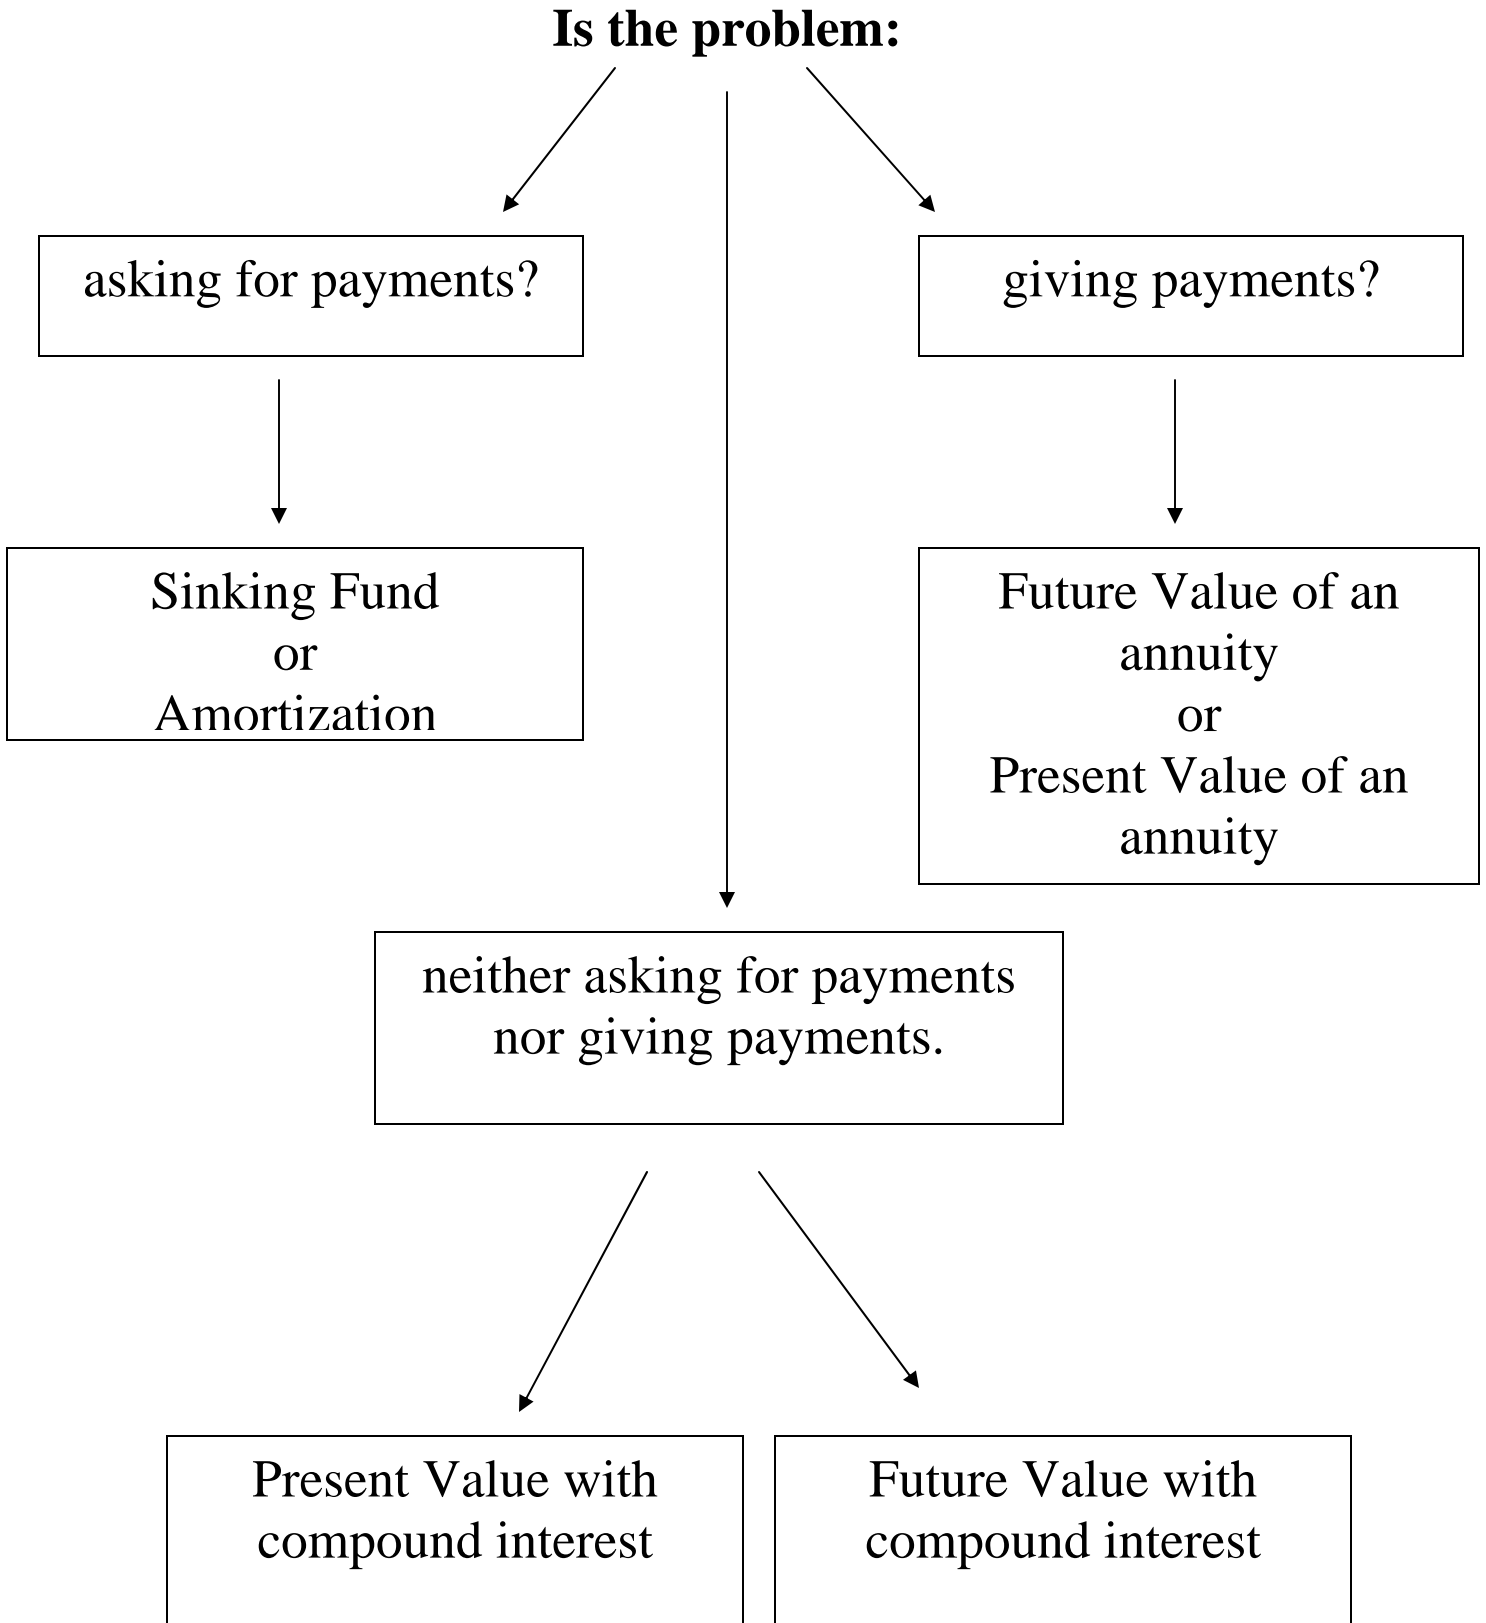 Is the problem:
asking for payments?
giving payments?
Sinking Fund
or
Amortization
Future Value of an
annuity
or
Present Value of an
annuity
neither asking for payments
nor giving payments.
Present Value with
compound interest
Future Value with
compound interest